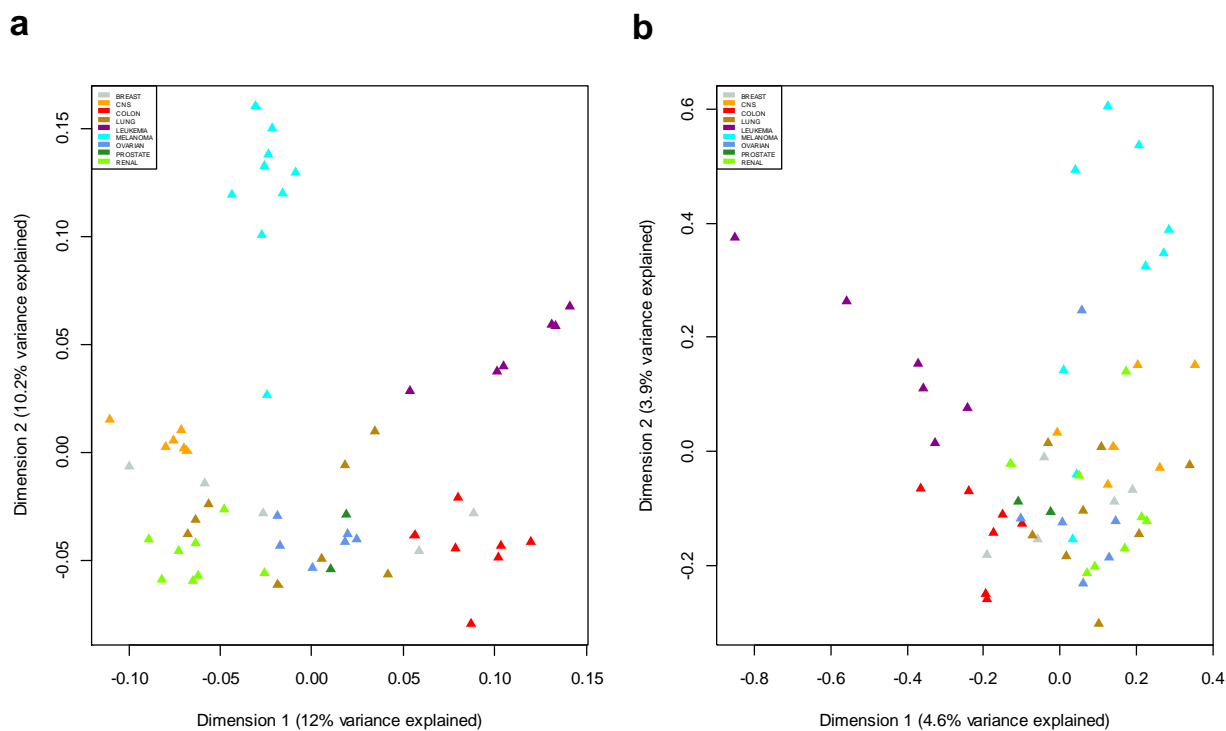 a
BREAST
CNS
COLON
LUNG
LEUKEMIA
MELANOMA
OVARIAN
PROSTATE
RENAL
Dimension 2 (10.2% variance explained)
0.15
0.10
0.05
0.00
-0.05
-0.10 -0.05 0.00 0.05 0.10 0.15
Dimension 1 (12% variance explained)
b
BREAST
CNS
COLON
LUNG
LEUKEMIA
MELANOMA
OVARIAN
PROSTATE
RENAL
Dimension 2 (3.9% variance explained)
0.6
0.4
0.2
0.0
-0.2
-0.8 -0.6 -0.4 -0.2 0.0 0.2 0.4
Dimension 1 (4.6% variance explained)